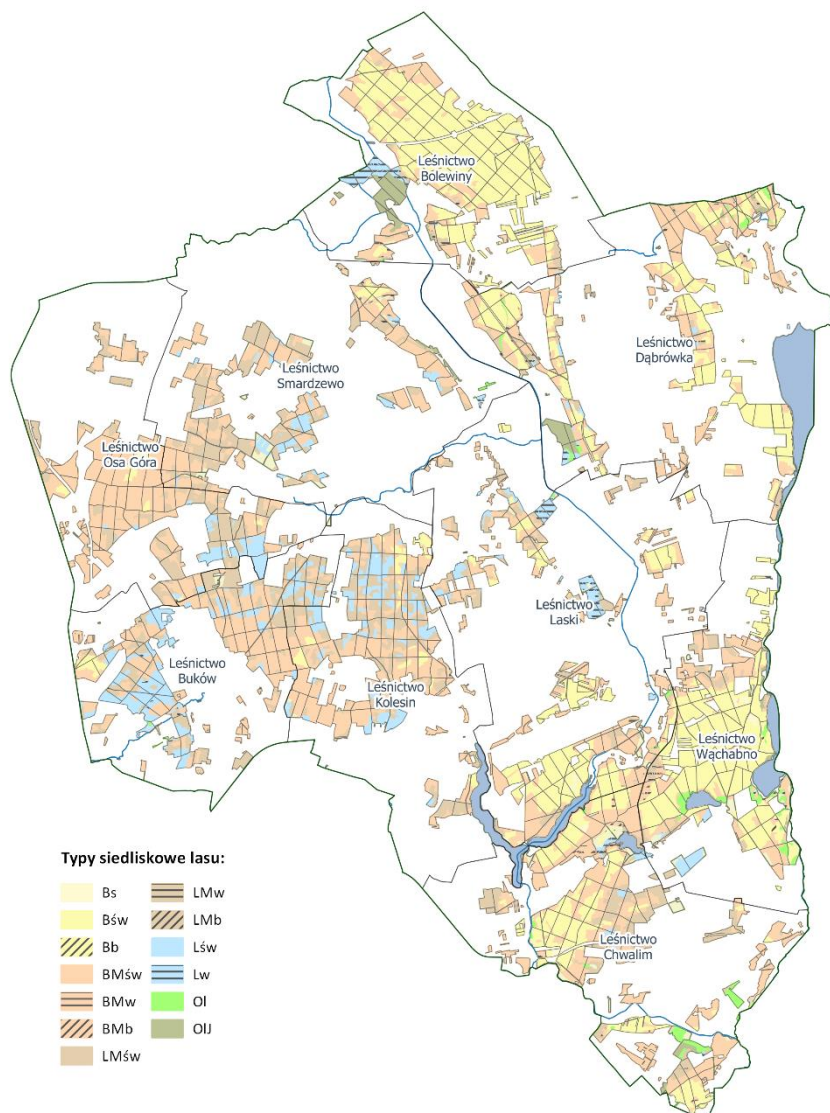 Leśnictwo
Bolewiny
Leśnictwo
Dąbrówka
Leśnictwo
Smardzewo
Leśnictwo
Osa Góra
Leśnictwo
Laski
Leśnictwo
Buków
Leśnictwo
Kolesin
Leśnictwo
Wąchabno
Leśnictwo
Chwalim
Typy siedliskowe lasu:
Bs
Bśw
Bb
BMśw
BMw
BMb
LMśw
LMw
LMb
Lśw
Lw
Ol
OlJ